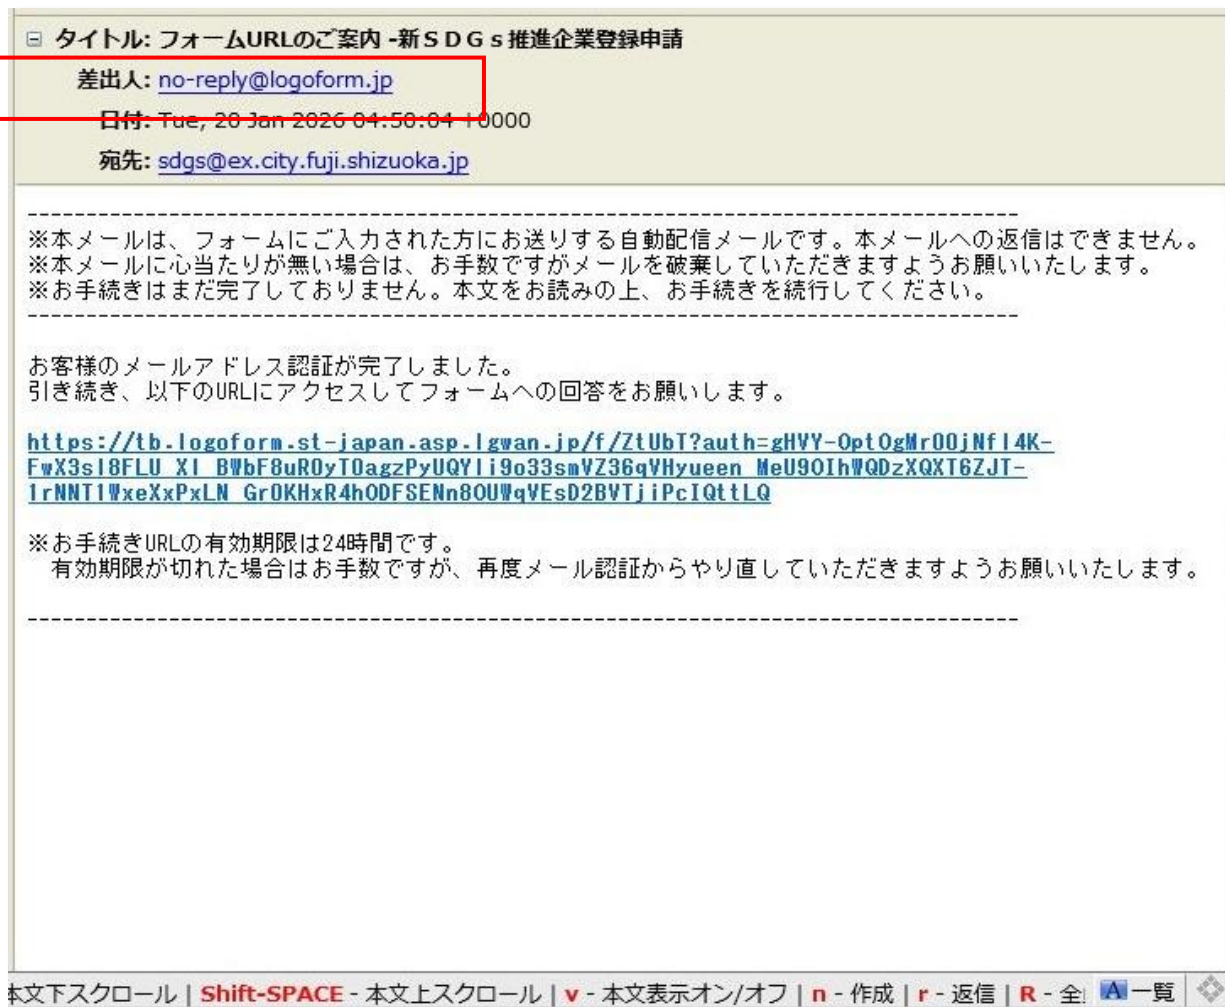 タイトル: フォームURLのご案内 -新ＳＤＧｓ推進企業登録申請
差出人: no-reply@logoform.jp
日付: Tue, 20 Jan 2026 04:50:04 +0000
宛先: sdgs@ex.city.fuji.shizuoka.jp
------------------------------------------------------------------------------------
※本メールは、フォームにご入力された方にお送りする自動配信メールです。本メールへの返信はできません。
※本メールに心当たりが無い場合は、お手数ですがメールを破棄していただきますようお願いいたします。
※お手続きはまだ完了しておりません。本文をお読みの上、お手続きを続行してください。
------------------------------------------------------------------------------------
お客様のメールアドレス認証が完了しました。
引き続き、以下のURLにアクセスしてフォームへの回答をお願いします。
https://tb.logoform.st-japan.asp.lgwan.jp/f/ZtUbT?auth=gHVY-OptOgMr00jNfl4K-
FwX3sl8FLU_Xl_BWbF8uR0yT0agzPyUQYli9o33smVZ36qVHyueen_MeU90IhWQDzXQXT6ZJT-
1rNNT1WxeXxPxLN_Gr0KHxR4hODFSENn8OUWqVEsD2BVTjiPcIQttLQ
※お手続きURLの有効期限は24時間です。
有効期限が切れた場合はお手数ですが、再度メール認証からやり直していただきますようお願いいたします。
------------------------------------------------------------------------------------
本文下スクロール | Shift-SPACE - 本文上スクロール | v - 本文表示オン/オフ | n - 作成 | r - 返信 | R - 全 A 一覧